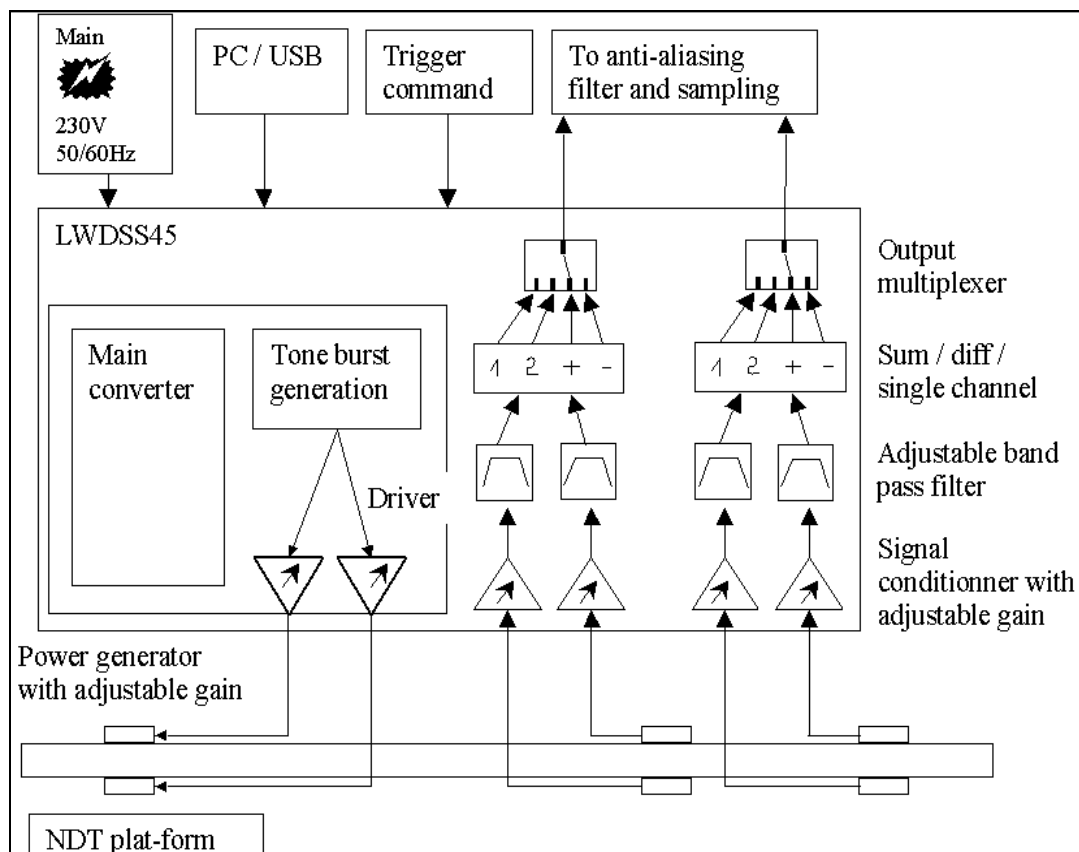 Main
230V
50/60Hz
PC / USB
Trigger
command
To anti-aliasing
filter and sampling
LWDSS45
Output
multiplexer
Main
converter
Tone burst
generation
1 2 + -
1 2 + -
Sum / diff /
single channel
Adjustable band
pass filter
Driver
Signal
conditionner with
adjustable gain
Power generator
with adjustable gain
NDT plat-form